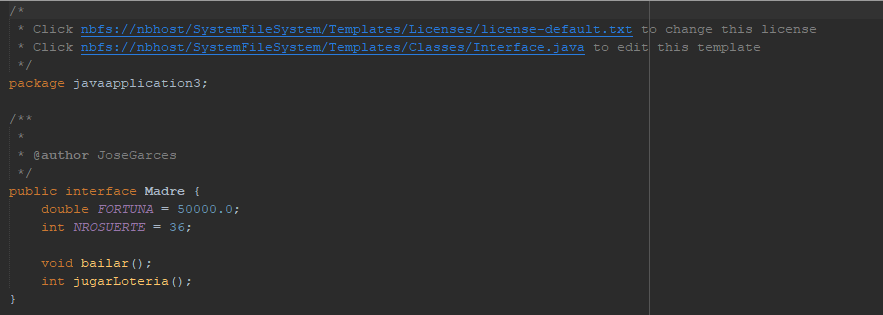 /*
 * Click nbfs://nbhost/SystemFileSystem/Templates/Licenses/license-default.txt to change this license
 * Click nbfs://nbhost/SystemFileSystem/Templates/Classes/Interface.java to edit this template
 */
package javaapplication3;

/**
 *
 * @author JoseGarces
 */
public interface Madre {
    double FORTUNA = 50000.0;
    int NROSUERTE = 36;

    void bailar();
    int jugarLoteria();
}